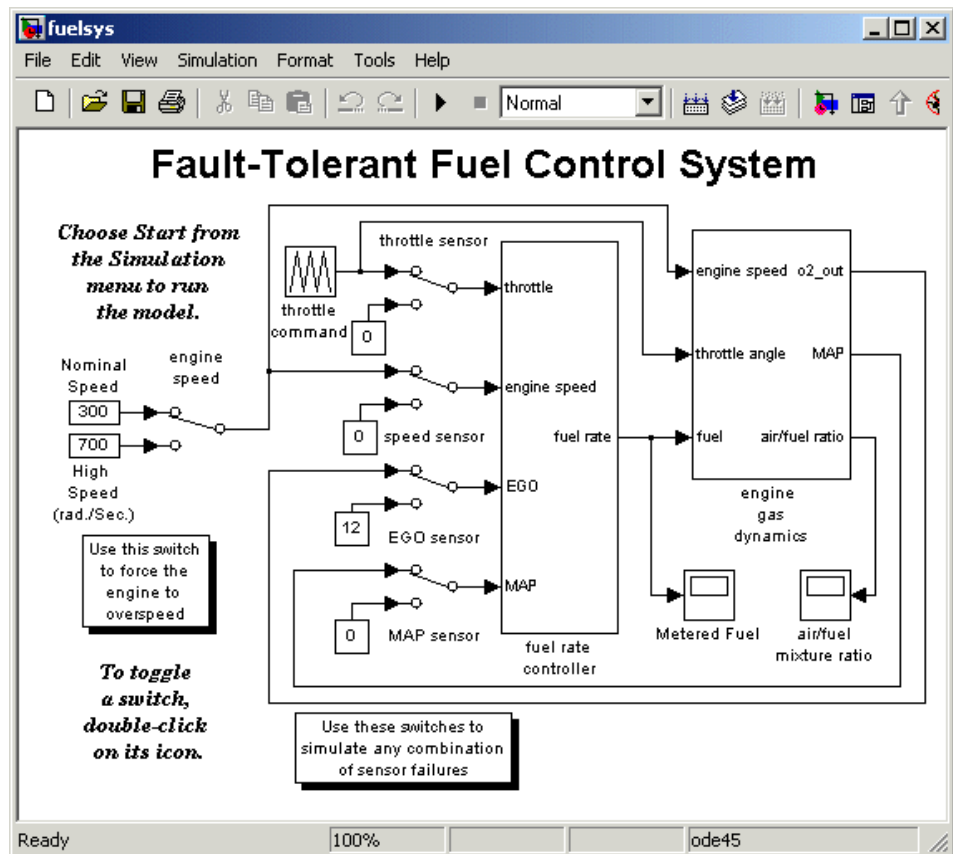 fuelsys
File Edit View Simulation Format Tools Help
Normal
Fault-Tolerant Fuel Control System
Choose Start from
the Simulation
menu to run
the model.
throttle sensor
throttle
command
0
throttle
engine speed
o2_out
throttle angle
MAP
Nominal
Speed
300
700
High
Speed
(rad./Sec.)
engine
speed
engine speed
0
speed sensor
fuel rate
fuel
air/fuel ratio
EGO
12
EGO sensor
engine
gas
dynamics
Use this switch
to force the
engine to
overspeed
MAP
0
MAP sensor
fuel rate
controller
Metered Fuel
air/fuel
mixture ratio
To toggle
a switch,
double-click
on its icon.
Use these switches to
simulate any combination
of sensor failures
Ready
100%
ode45